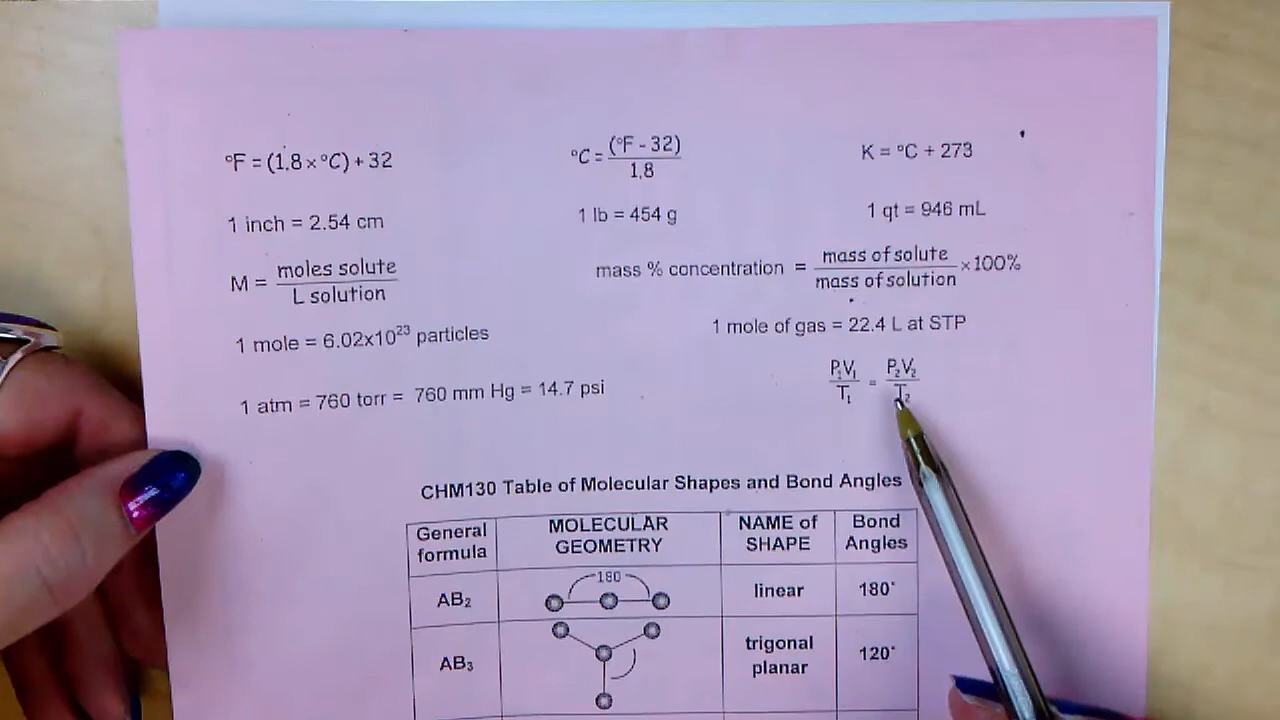 °F = (1.8 × °C) + 32
°C = (°F - 32) / 1.8
K = °C + 273
1 inch = 2.54 cm
1 lb = 454 g
1 qt = 946 mL
M = moles solute / L solution
mass % concentration = mass of solute / mass of solution × 100%
1 mole = 6.02x10²³ particles
1 mole of gas = 22.4 L at STP
1 atm = 760 torr = 760 mm Hg = 14.7 psi
P₁V₁ / T₁ = P₂V₂ / T₂
CHM130 Table of Molecular Shapes and Bond Angles
General formula
MOLECULAR GEOMETRY
NAME of SHAPE
Bond Angles
AB₂
180
linear
180°
AB₃
trigonal planar
120°